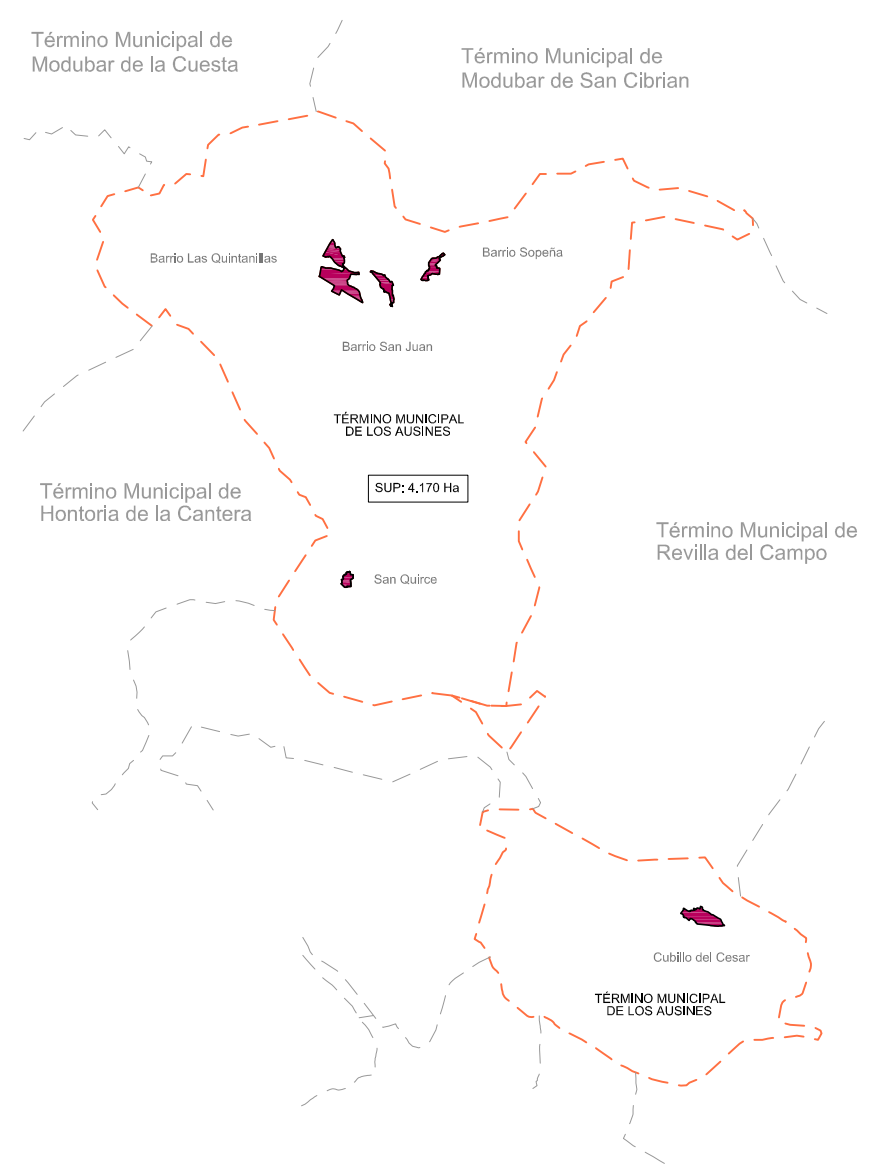 Término Municipal de
Modubar de la Cuesta
Término Municipal de
Modubar de San Cibrian
Barrio Las Quintanillas
Barrio Sopeña
Barrio San Juan
TÉRMINO MUNICIPAL
DE LOS AUSINES
SUP: 4.170 Ha
Término Municipal de
Hontoria de la Cantera
Término Municipal de
Revilla del Campo
San Quirce
Cubillo del Cesar
TÉRMINO MUNICIPAL
DE LOS AUSINES